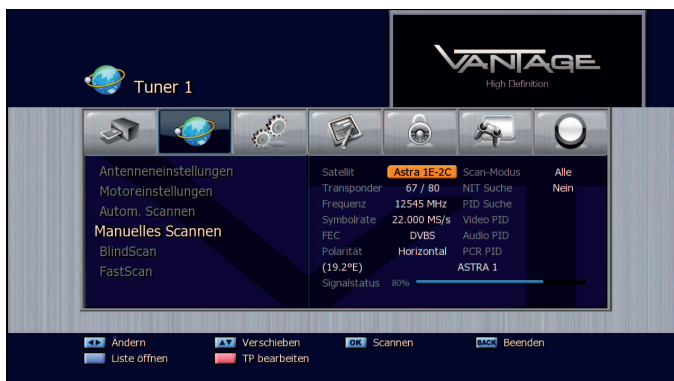 VANTAGE
High Definition
Tuner 1
Antenneneinstellungen
Motoreinstellungen
Autom. Scannen
Manuelles Scannen
BlindScan
FastScan
Satellit Astra 1E-2C Scan-Modus Alle
Transponder 67 / 80 NIT Suche Nein
Frequenz 12545 MHz PID Suche
Symbolrate 22.000 MS/s Video PID
FEC DVBS Audio PID
Polarität Horizontal PCR PID
(19.2ºE) ASTRA 1
Signalstatus 80%
Ändern Verschieben OK Scannen BACK Beenden
Liste öffnen TP bearbeiten